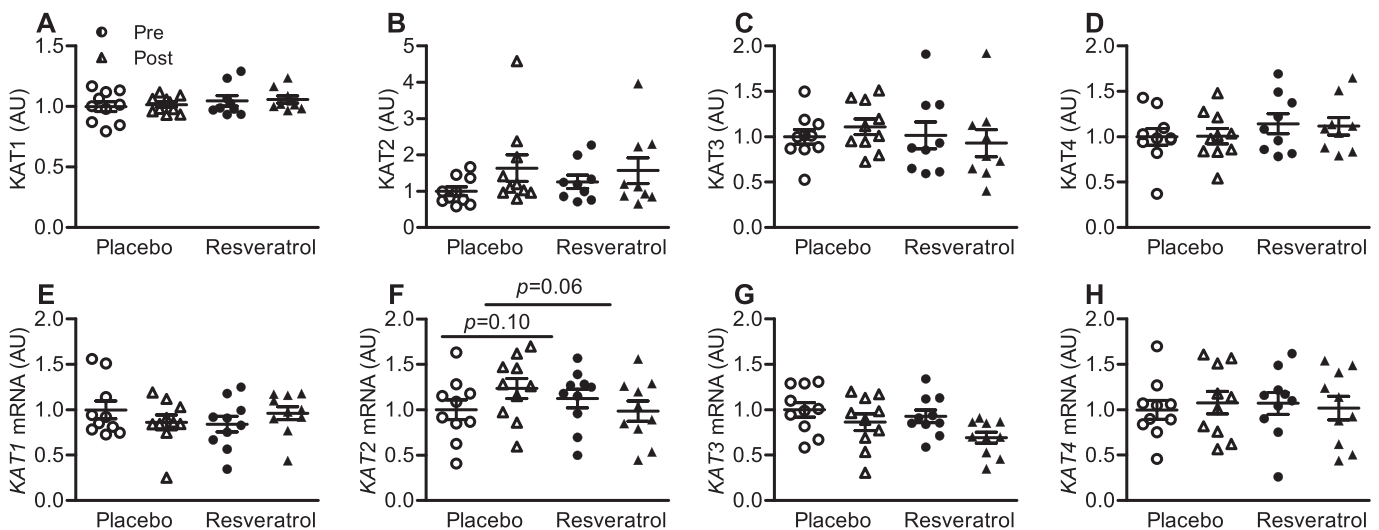 A
Pre
Post
KAT1 (AU)
1.5
1.0
0.5
0.0
Placebo Resveratrol
B
KAT2 (AU)
5
4
3
2
1
0
Placebo Resveratrol
C
KAT3 (AU)
2.0
1.5
1.0
0.5
0.0
Placebo Resveratrol
D
KAT4 (AU)
2.0
1.5
1.0
0.5
0.0
Placebo Resveratrol
E
KAT1 mRNA (AU)
2.0
1.5
1.0
0.5
0.0
Placebo Resveratrol
F
p=0.06
p=0.10
KAT2 mRNA (AU)
2.0
1.5
1.0
0.5
0.0
Placebo Resveratrol
G
KAT3 mRNA (AU)
2.0
1.5
1.0
0.5
0.0
Placebo Resveratrol
H
KAT4 mRNA (AU)
2.0
1.5
1.0
0.5
0.0
Placebo Resveratrol